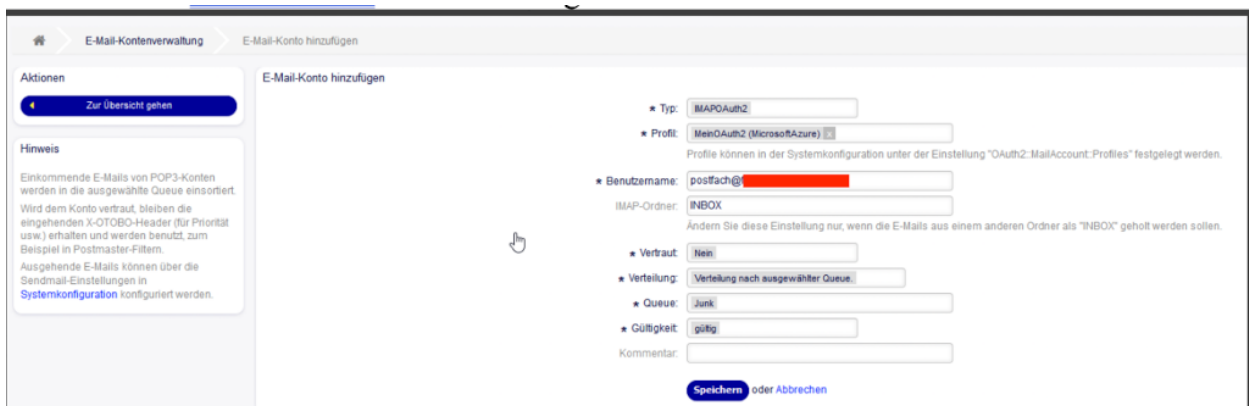 E-Mail-Kontenverwaltung
E-Mail-Konto hinzufügen
Aktionen
Zur Übersicht gehen
Hinweis
Einkommende E-Mails von POP3-Konten
werden in die ausgewählte Queue einsortiert.
Wird dem Konto vertraut, bleiben die
eingehenden X-OTOBO-Header (für Priorität
usw.) erhalten und werden benutzt, zum
Beispiel in Postmaster-Filtern.
Ausgehende E-Mails können über die
Sendmail-Einstellungen in
Systemkonfiguration konfiguriert werden.
E-Mail-Konto hinzufügen
★ Typ: IMAPOAuth2
★ Profil: MeinOAuth2 (MicrosoftAzure) x
Profile können in der Systemkonfiguration unter der Einstellung "OAuth2::MailAccount::Profiles" festgelegt werden.
★ Benutzername: postfach@
IMAP-Ordner: INBOX
Ändern Sie diese Einstellung nur, wenn die E-Mails aus einem anderen Ordner als "INBOX" geholt werden sollen.
★ Vertraut: Nein
★ Verteilung: Verteilung nach ausgewählter Queue.
★ Queue: Junk
★ Gültigkeit: gültig
Kommentar:
Speichern oder Abbrechen